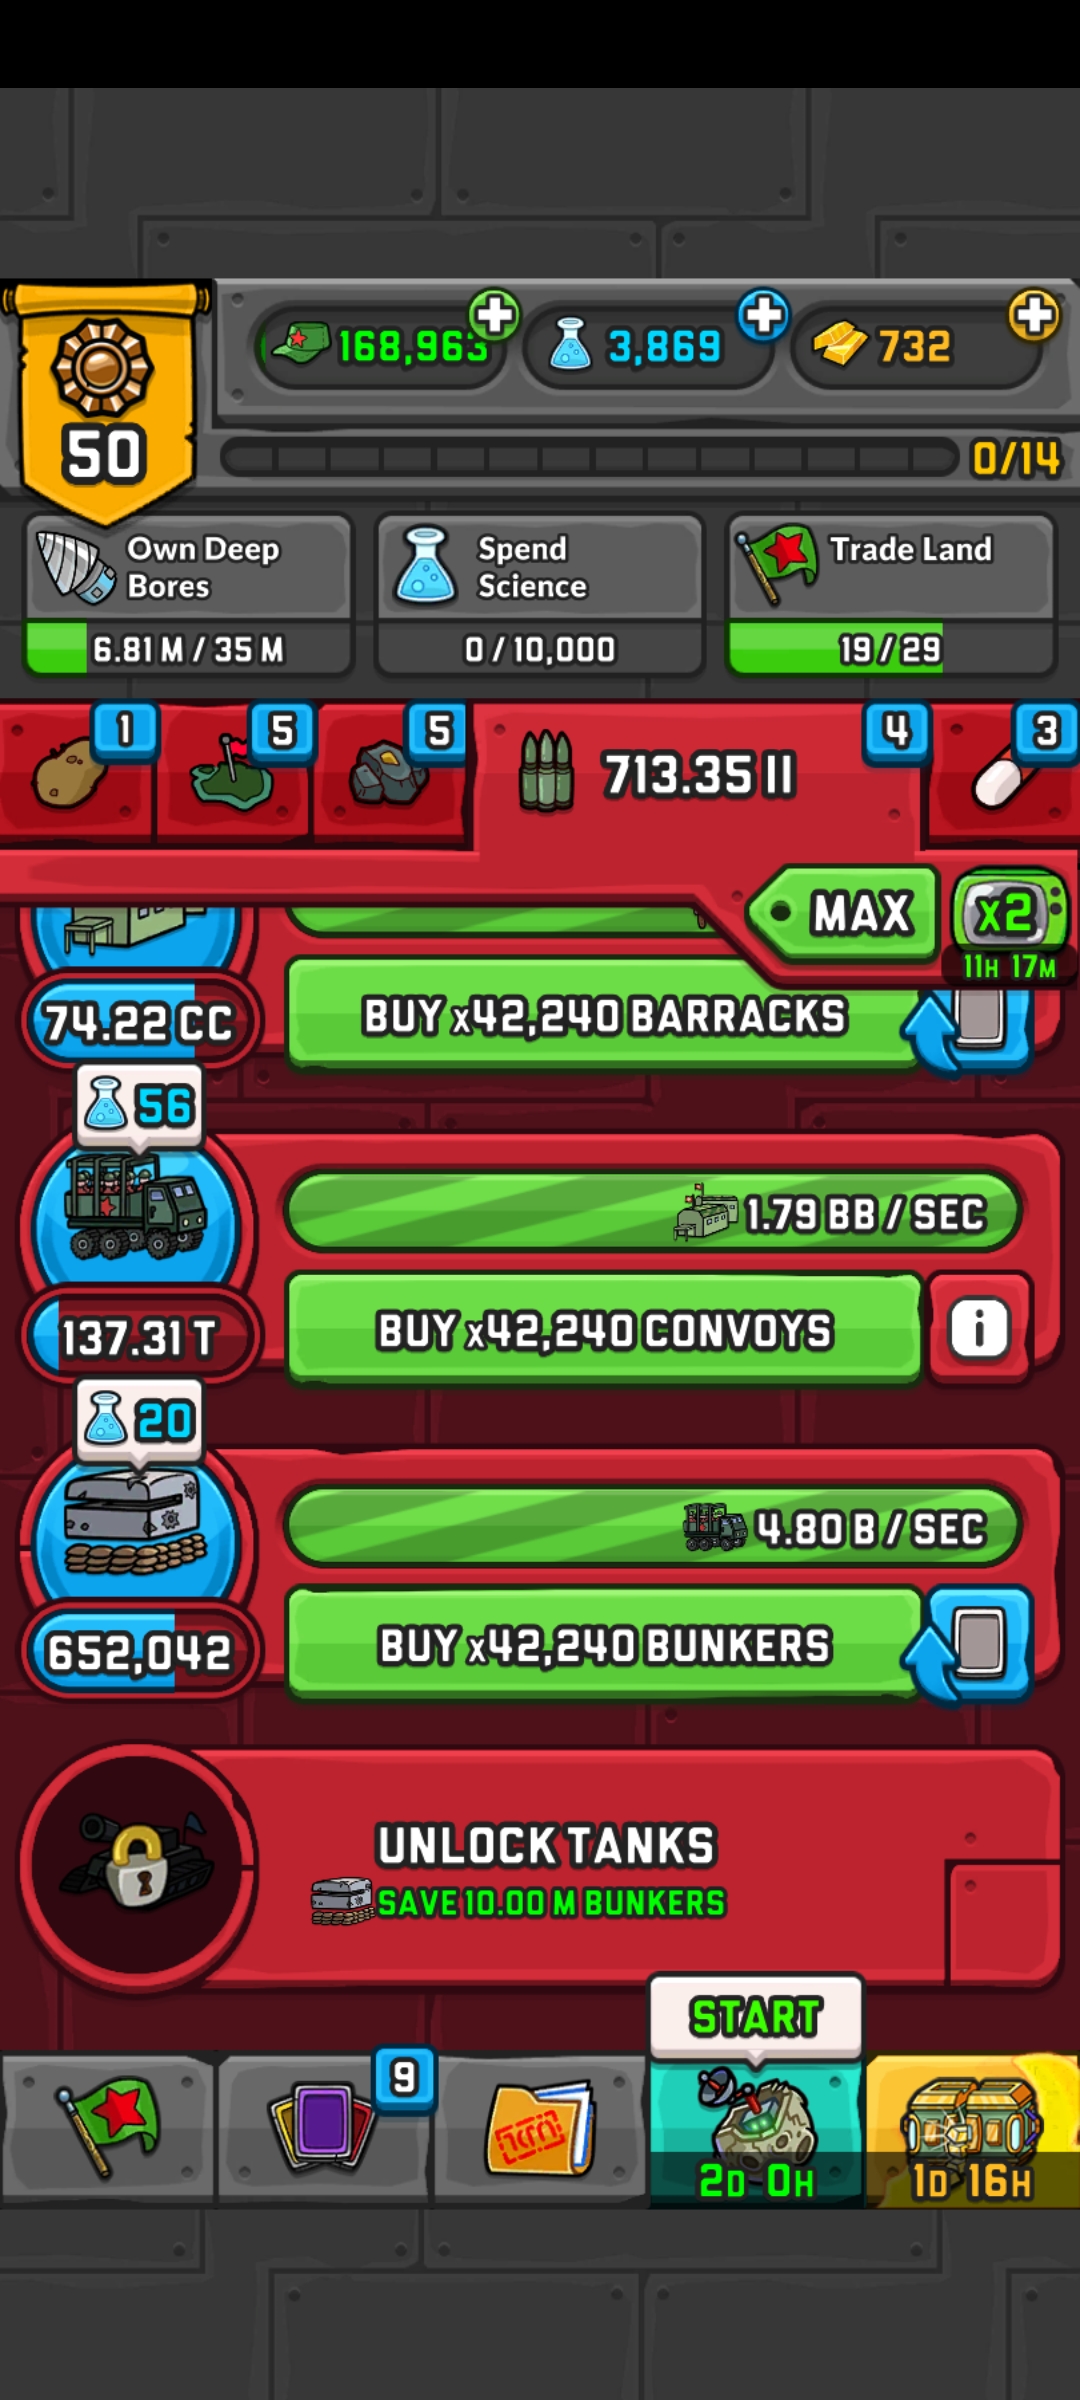 168,963
3,869
732
50
0/14
Own Deep
Bores
6.81 M / 35 M
Spend
Science
0 / 10,000
Trade Land
19 / 29
1
5
5
713.35 II
4
3
MAX
x2
11H 17M
74.22 CC
BUY x42,240 BARRACKS
56
1.79 BB / SEC
137.31 T
BUY x42,240 CONVOYS
i
20
4.80 B / SEC
652,042
BUY x42,240 BUNKERS
UNLOCK TANKS
SAVE 10.00 M BUNKERS
START
9
2D 0H
1D 16H